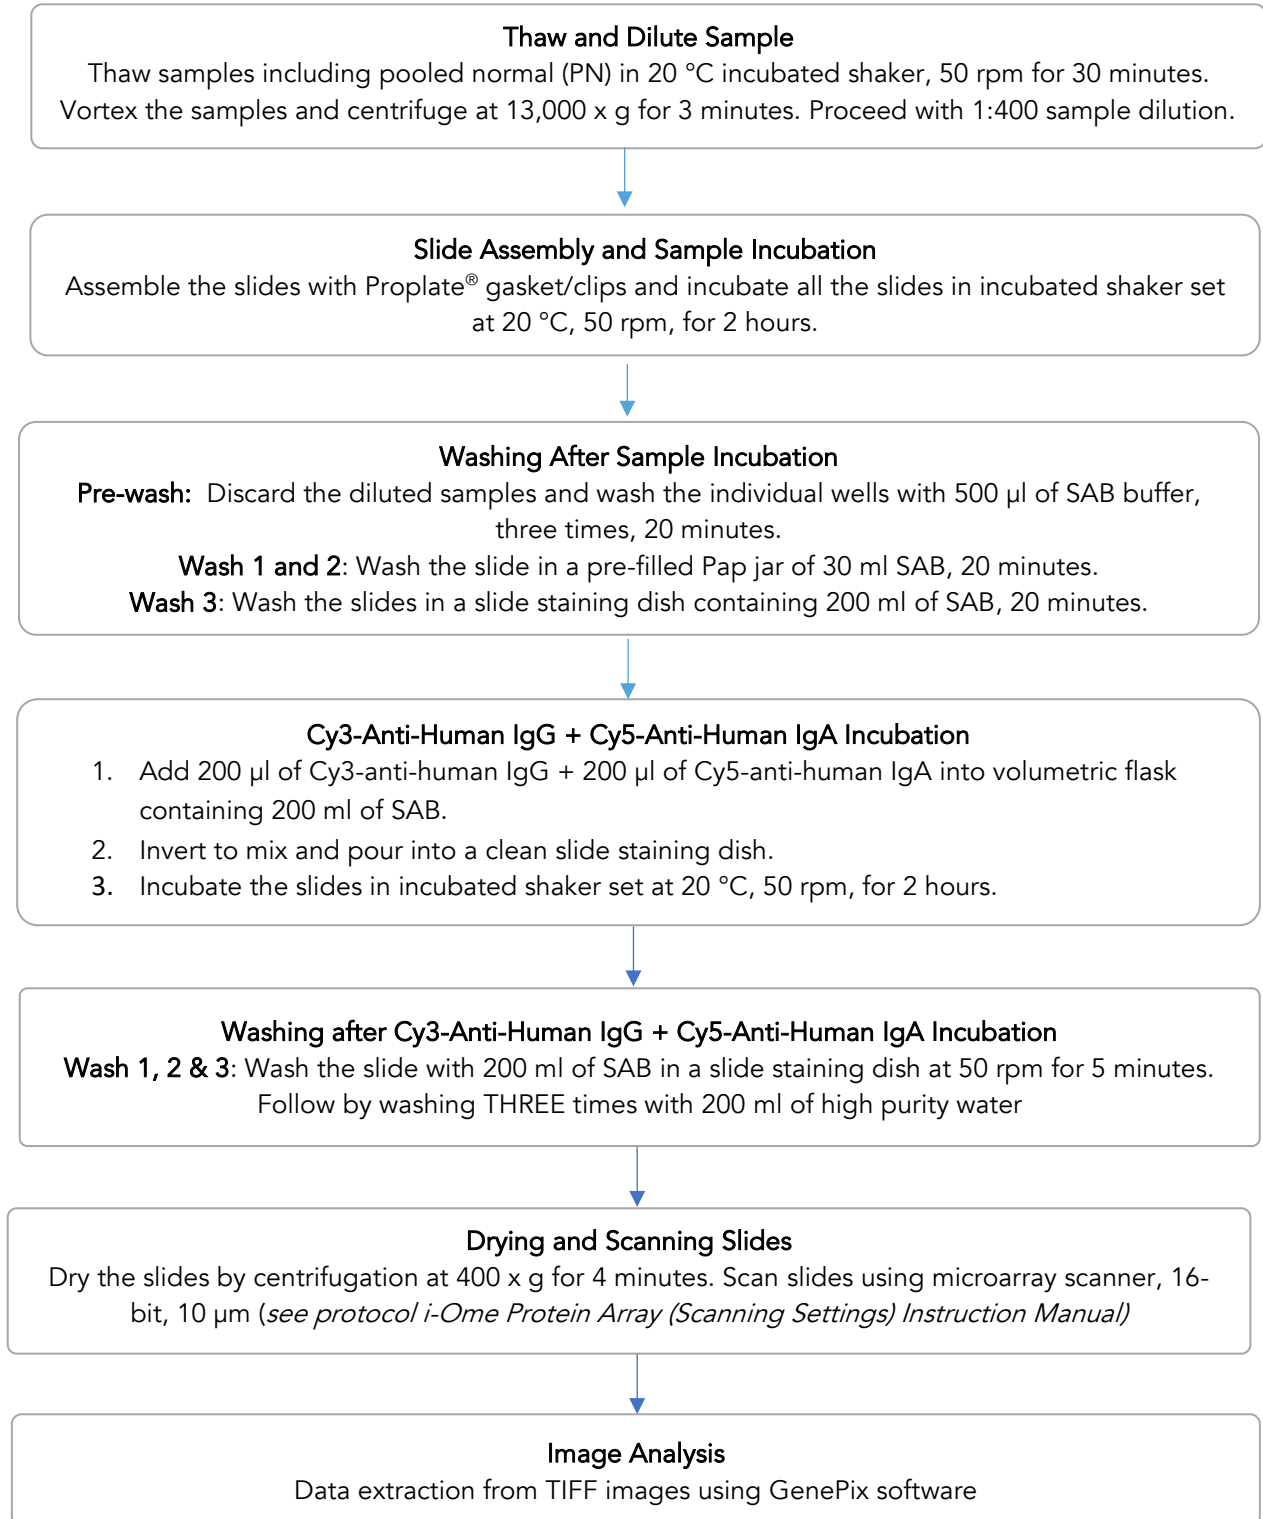 Thaw and Dilute Sample
Thaw samples including pooled normal (PN) in 20 °C incubated shaker, 50 rpm for 30 minutes.
Vortex the samples and centrifuge at 13,000 x g for 3 minutes. Proceed with 1:400 sample dilution.
Slide Assembly and Sample Incubation
Assemble the slides with Proplate® gasket/clips and incubate all the slides in incubated shaker set
at 20 °C, 50 rpm, for 2 hours.
Washing After Sample Incubation
Pre-wash: Discard the diluted samples and wash the individual wells with 500 µl of SAB buffer,
three times, 20 minutes.
Wash 1 and 2: Wash the slide in a pre-filled Pap jar of 30 ml SAB, 20 minutes.
Wash 3: Wash the slides in a slide staining dish containing 200 ml of SAB, 20 minutes.
Cy3-Anti-Human IgG + Cy5-Anti-Human IgA Incubation
1. Add 200 µl of Cy3-anti-human IgG + 200 µl of Cy5-anti-human IgA into volumetric flask
containing 200 ml of SAB.
2. Invert to mix and pour into a clean slide staining dish.
3. Incubate the slides in incubated shaker set at 20 °C, 50 rpm, for 2 hours.
Washing after Cy3-Anti-Human IgG + Cy5-Anti-Human IgA Incubation
Wash 1, 2 & 3: Wash the slide with 200 ml of SAB in a slide staining dish at 50 rpm for 5 minutes.
Follow by washing THREE times with 200 ml of high purity water
Drying and Scanning Slides
Dry the slides by centrifugation at 400 x g for 4 minutes. Scan slides using microarray scanner, 16-
bit, 10 µm (see protocol i-Ome Protein Array (Scanning Settings) Instruction Manual)
Image Analysis
Data extraction from TIFF images using GenePix software